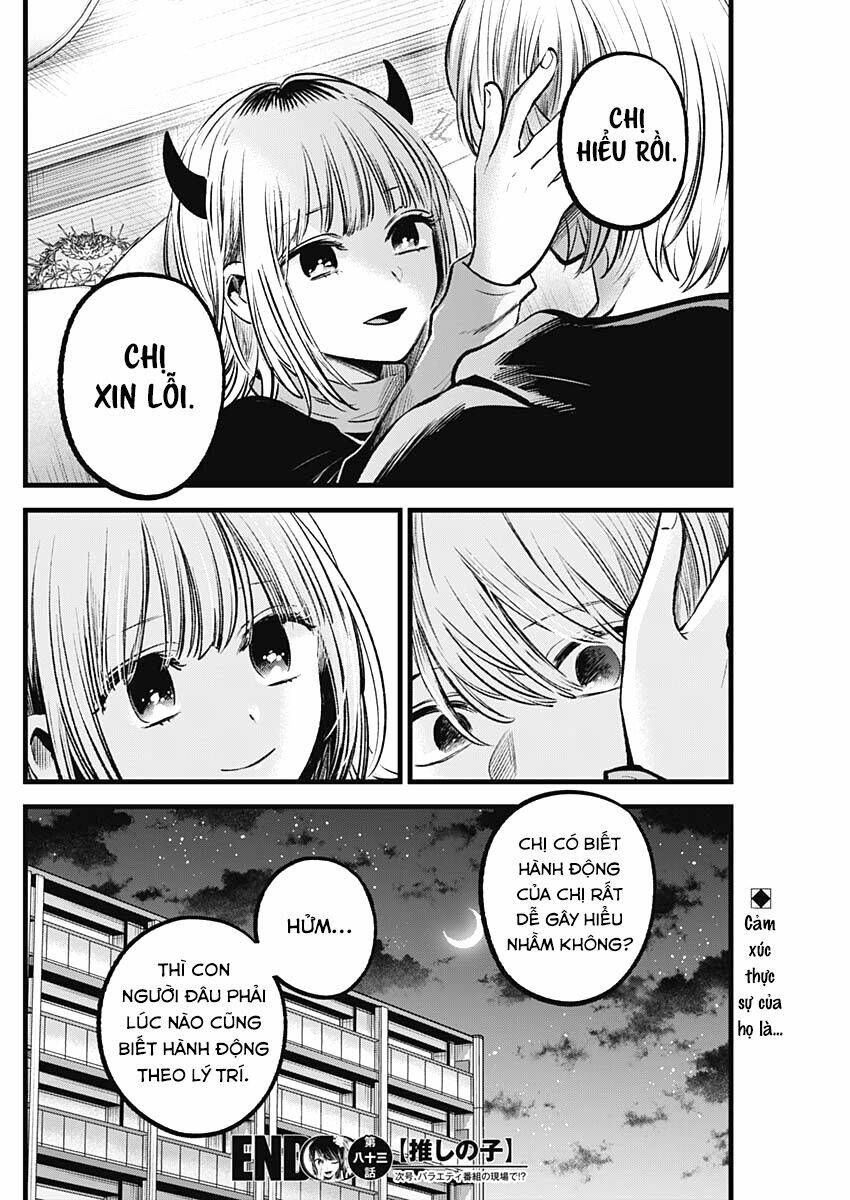 CHỊ
HIỂU RỒI.
CHỊ
XIN LỖI.
CHỊ CÓ BIẾT
HÀNH ĐỘNG
CỦA CHỊ RẤT
DỄ GÂY HIỂU
NHẦM KHÔNG?
HỬM...
THÌ CON
NGƯỜI ĐÂU PHẢI
LÚC NÀO CŨNG
BIẾT HÀNH ĐỘNG
THEO LÝ TRÍ.
Cảm
xúc
thực
sự của
họ là...
END
第
八十三
話
【推しの子】
次号、バラエティ番組の現場で!?